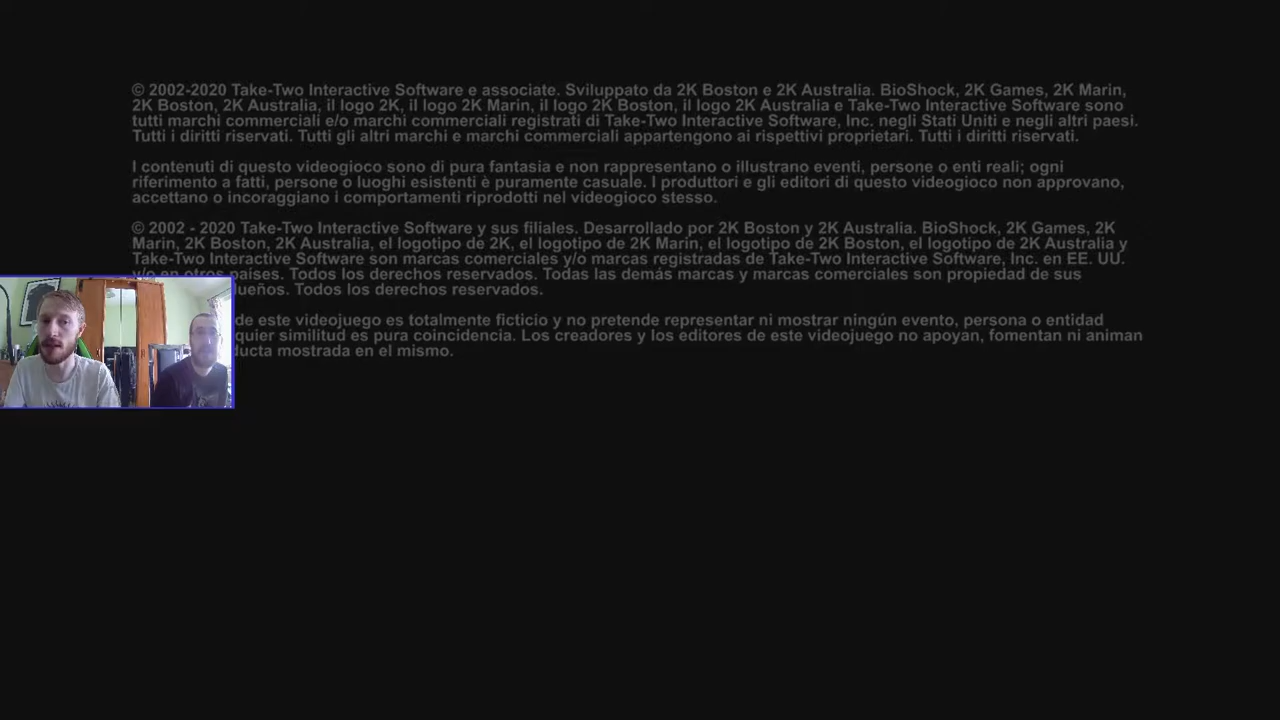 © 2002-2020 Take-Two Interactive Software e associate. Sviluppato da 2K Boston e 2K Australia. BioShock, 2K Games, 2K Marin,
2K Boston, 2K Australia, il logo 2K, il logo 2K Marin, il logo 2K Boston, il logo 2K Australia e Take-Two Interactive Software sono
tutti marchi commerciali e/o marchi commerciali registrati di Take-Two Interactive Software, Inc. negli Stati Uniti e negli altri paesi.
Tutti i diritti riservati. Tutti gli altri marchi e marchi commerciali appartengono ai rispettivi proprietari. Tutti i diritti riservati.
I contenuti di questo videogioco sono di pura fantasia e non rappresentano o illustrano eventi, persone o enti reali; ogni
riferimento a fatti, persone o luoghi esistenti è puramente casuale. I produttori e gli editori di questo videogioco non approvano,
accettano o incoraggiano i comportamenti riprodotti nel videogioco stesso.
© 2002 - 2020 Take-Two Interactive Software y sus filiales. Desarrollado por 2K Boston y 2K Australia. BioShock, 2K Games, 2K
Marin, 2K Boston, 2K Australia, el logotipo de 2K, el logotipo de 2K Marin, el logotipo de 2K Boston, el logotipo de 2K Australia y
Take-Two Interactive Software son marcas comerciales y/o marcas registradas de Take-Two Interactive Software, Inc. en EE. UU.
y/o en otros países. Todos los derechos reservados. Todas las demás marcas y marcas comerciales son propiedad de sus
ueños. Todos los derechos reservados.
de este videojuego es totalmente ficticio y no pretende representar ni mostrar ningún evento, persona o entidad
quier similitud es pura coincidencia. Los creadores y los editores de este videojuego no apoyan, fomentan ni animan
ducta mostrada en el mismo.